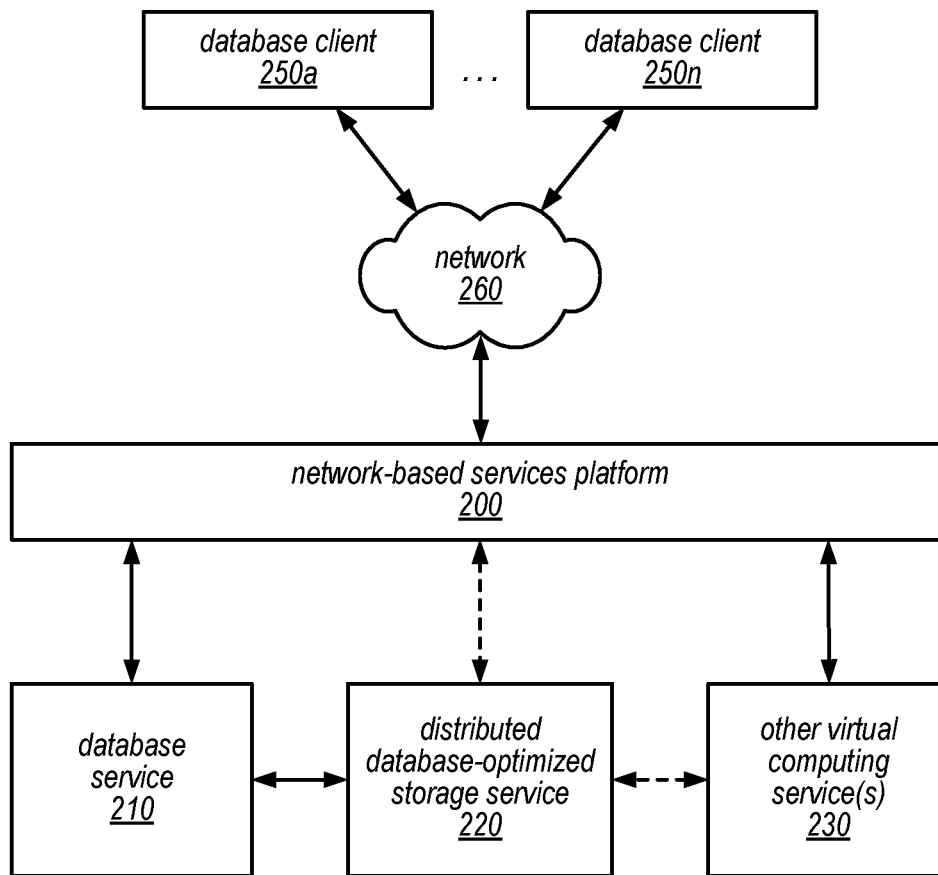 database client
250a
...
database client
250n
network
260
network-based services platform
200
database
service
210
distributed
database-optimized
storage service
220
other virtual
computing
service(s)
230